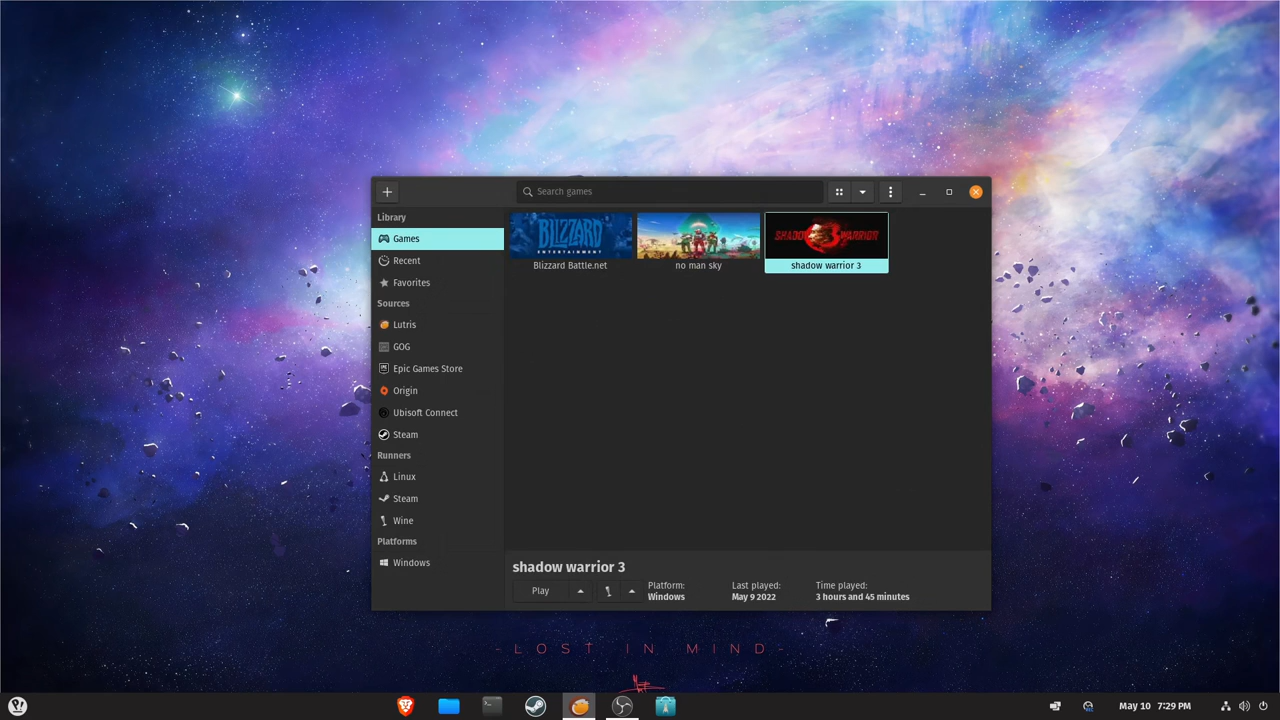 Search games
Library
Games
Recent
Favorites
Sources
Lutris
GOG
Epic Games Store
Origin
Ubisoft Connect
Steam
Runners
Linux
Steam
Wine
Platforms
Windows
BLIZZARD
ENTERTAINMENT
Blizzard Battle.net
no man sky
SHADOW WARRIOR
shadow warrior 3
shadow warrior 3
Play
Platform:
Windows
Last played:
May 9 2022
Time played:
3 hours and 45 minutes
- LOST IN MIND -
May 10 7:29 PM